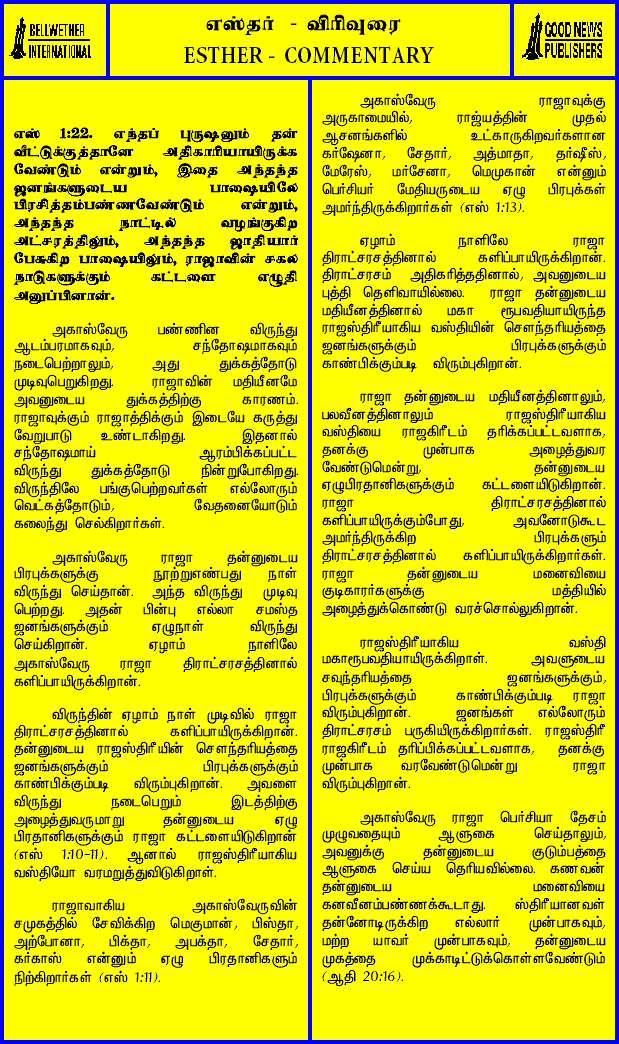 BELLWETHER
INTERNATIONAL
எஸ்தர் - விரிவுரை
ESTHER - COMMENTARY
GOOD NEWS
PUBLISHERS
எஸ் 1:22. எந்தப் புருஷனும் தன்
வீட்டுக்குத்தானே அதிகாரியாயிருக்க
வேண்டும் என்றும், இதை அந்தந்த
ஜனங்களுடைய பாஷையிலே
பிரசித்தம்பண்ணவேண்டும் என்றும்,
அந்தந்த நாட்டில் வழங்குகிற
அட்சரத்திலும், அந்தந்த ஜாதியார்
பேசுகிற பாஷையிலும், ராஜாவின் சகல
நாடுகளுக்கும் கட்டளை எழுதி
அனுப்பினான்.
அகாஸ்வேரு பண்ணின விருந்து
ஆடம்பரமாகவும், சந்தோஷமாகவும்
நடைபெற்றாலும், அது துக்கத்தோடு
முடிவுபெறுகிறது. ராஜாவின் மதியீனமே
அவனுடைய துக்கத்திற்கு காரணம்.
ராஜாவுக்கும் ராஜாத்திக்கும் இடையே கருத்து
வேறுபாடு உண்டாகிறது. இதனால்
சந்தோஷமாய் ஆரம்பிக்கப்பட்ட
விருந்து துக்கத்தோடு நின்றுபோகிறது.
விருந்திலே பங்குபெற்றவர்கள் எல்லோரும்
வெட்கத்தோடும், வேதனையோடும்
கலைந்து செல்கிறார்கள்.
அகாஸ்வேரு ராஜா தன்னுடைய
பிரபுக்களுக்கு நூற்றுஎண்பது நாள்
விருந்து செய்தான். அந்த விருந்து முடிவு
பெற்றது. அதன் பின்பு எல்லா சமஸ்த
ஜனங்களுக்கும் ஏழுநாள் விருந்து
செய்கிறான். ஏழாம் நாளிலே
அகாஸ்வேரு ராஜா திராட்சரசத்தினால்
களிப்பாயிருக்கிறான்.
விருந்தின் ஏழாம் நாள் முடிவில் ராஜா
திராட்சரசத்தினால் களிப்பாயிருக்கிறான்.
தன்னுடைய ராஜஸ்திரீயின் சௌந்தரியத்தை
ஜனங்களுக்கும் பிரபுக்களுக்கும்
காண்பிக்கும்படி விரும்புகிறான். அவளை
விருந்து நடைபெறும் இடத்திற்கு
அழைத்துவருமாறு தன்னுடைய ஏழு
பிரதானிகளுக்கும் ராஜா கட்டளையிடுகிறான்
(எஸ் 1:10-11). ஆனால் ராஜஸ்திரீயாகிய
வஸ்தியோ வரமறுத்துவிடுகிறாள்.
ராஜாவாகிய அகாஸ்வேருவின்
சமுகத்தில் சேவிக்கிற மெகுமான், பிஸ்தா,
அற்போனா, பிக்தா, அபக்தா, சேதார்,
கர்காஸ் என்னும் ஏழு பிரதானிகளும்
நிற்கிறார்கள் (எஸ் 1:11).
அகாஸ்வேரு ராஜாவுக்கு
அருகாமையில், ராஜ்யத்தின் முதல்
ஆசனங்களில் உட்காருகிறவர்களான
கர்ஷேனா, சேதார், அத்மாதா, தர்ஷீஸ்,
மேரேஸ், மர்சேனா, மெமுகான் என்னும்
பெர்சியர் மேதியருடைய ஏழு பிரபுக்கள்
அமர்ந்திருக்கிறார்கள் (எஸ் 1:13).
ஏழாம் நாளிலே ராஜா
திராட்சரசத்தினால் களிப்பாயிருக்கிறான்.
திராட்சரசம் அதிகரித்ததினால், அவனுடைய
புத்தி தெளிவாயில்லை. ராஜா தன்னுடைய
மதியீனத்தினால் மகா ரூபவதியாயிருந்த
ராஜஸ்திரீயாகிய வஸ்தியின் சௌந்தரியத்தை
ஜனங்களுக்கும் பிரபுக்களுக்கும்
காண்பிக்கும்படி விரும்புகிறான்.
ராஜா தன்னுடைய மதியீனத்தினாலும்,
பலவீனத்தினாலும் ராஜஸ்திரீயாகிய
வஸ்தியை ராஜகிரீடம் தரிக்கப்பட்டவளாக,
தனக்கு முன்பாக அழைத்துவர
வேண்டுமென்று, தன்னுடைய
ஏழுபிரதானிகளுக்கும் கட்டளையிடுகிறான்.
ராஜா திராட்சரசத்தினால்
களிப்பாயிருக்கும்போது, அவனோடுகூட
அமர்ந்திருக்கிற பிரபுக்களும்
திராட்சரசத்தினால் களிப்பாயிருக்கிறார்கள்.
ராஜா தன்னுடைய மனைவியை
குடிகாரர்களுக்கு மத்தியில்
அழைத்துக்கொண்டு வரச்சொல்லுகிறான்.
ராஜஸ்திரீயாகிய வஸ்தி
மகாரூபவதியாயிருக்கிறாள். அவளுடைய
சவுந்தரியத்தை ஜனங்களுக்கும்,
பிரபுக்களுக்கும் காண்பிக்கும்படி ராஜா
விரும்புகிறான். ஜனங்கள் எல்லோரும்
திராட்சரசம் பருகியிருக்கிறார்கள். ராஜஸ்திரீ
ராஜகிரீடம் தரிப்பிக்கப்பட்டவளாக, தனக்கு
முன்பாக வரவேண்டுமென்று ராஜா
விரும்புகிறான்.
அகாஸ்வேரு ராஜா பெர்சியா தேசம்
முழுவதையும் ஆளுகை செய்தாலும்,
அவனுக்கு தன்னுடைய குடும்பத்தை
ஆளுகை செய்ய தெரியவில்லை. கணவன்
தன்னுடைய மனைவியை
கனவீனம்பண்ணக்கூடாது. ஸ்திரீயானவள்
தன்னோடிருக்கிற எல்லார் முன்பாகவும்,
மற்ற யாவர் முன்பாகவும், தன்னுடைய
முகத்தை முக்காடிட்டுக்கொள்ளவேண்டும்
(ஆதி 20:16).